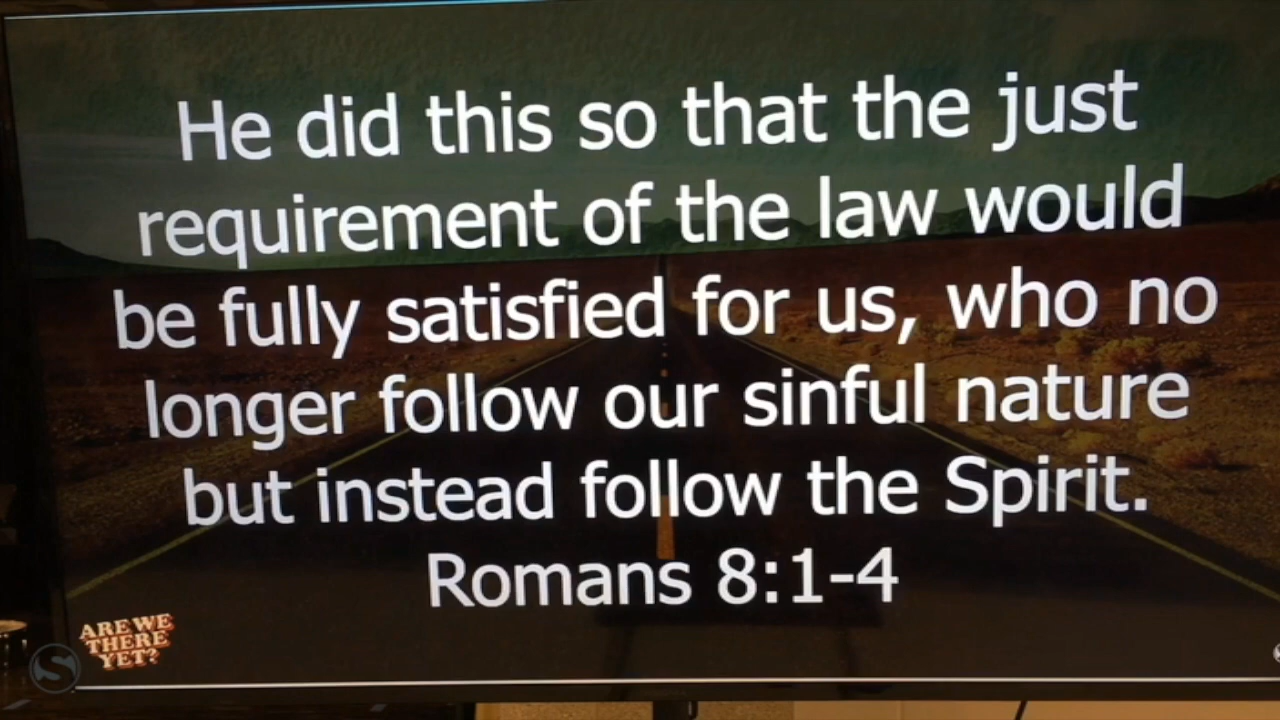 He did this so that the just
requirement of the law would
be fully satisfied for us, who no
longer follow our sinful nature
but instead follow the Spirit.
Romans 8:1-4
ARE WE
THERE
YET?
S